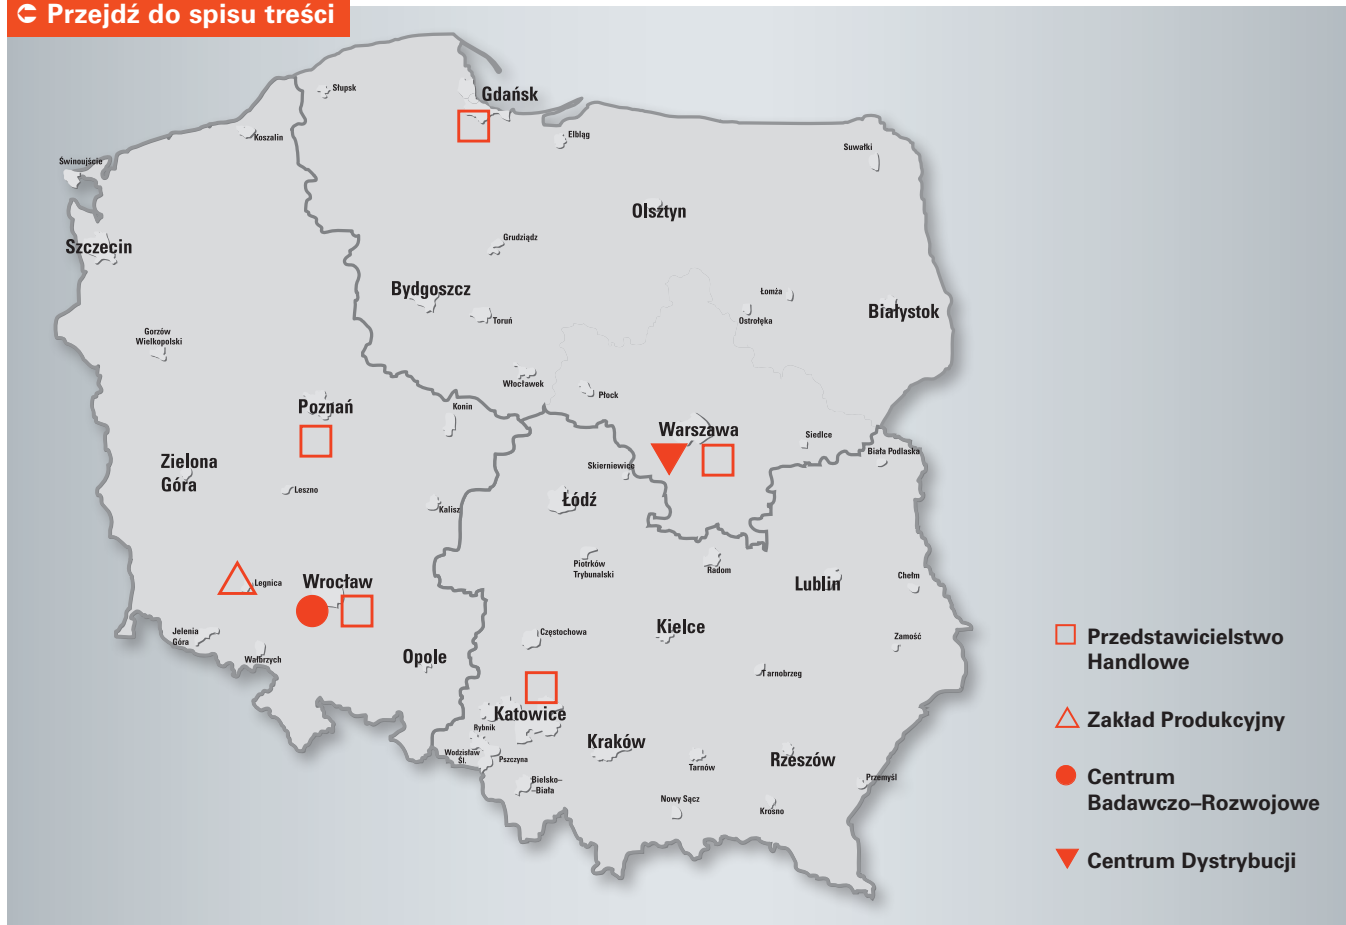 Przejdź do spisu treści
Słupsk
Gdańsk
Koszalin
Elbląg
Suwałki
Świnoujście
Olsztyn
Szczecin
Grudziądz
Bydgoszcz
Łomża
Białystok
Toruń
Ostrołęka
Gorzów
Wielkopolski
Włocławek
Płock
Poznań
Konin
Warszawa
Siedlce
Biała Podlaska
Zielona
Góra
Skierniewice
Leszno
Łódź
Kalisz
Piotrków
Trybunalski
Radom
Legnica
Wrocław
Lublin
Chełm
Jelenia
Góra
Częstochowa
Kielce
Zamość
Wałbrzych
Opole
Tarnobrzeg
Katowice
Rybnik
Kraków
Wodzisław
Śl.
Pszczyna
Tarnów
Rzeszów
Bielsko–
–Biała
Przemyśl
Nowy Sącz
Krosno
Przedstawicielstwo
Handlowe
Zakład Produkcyjny
Centrum
Badawczo–Rozwojowe
Centrum Dystrybucji